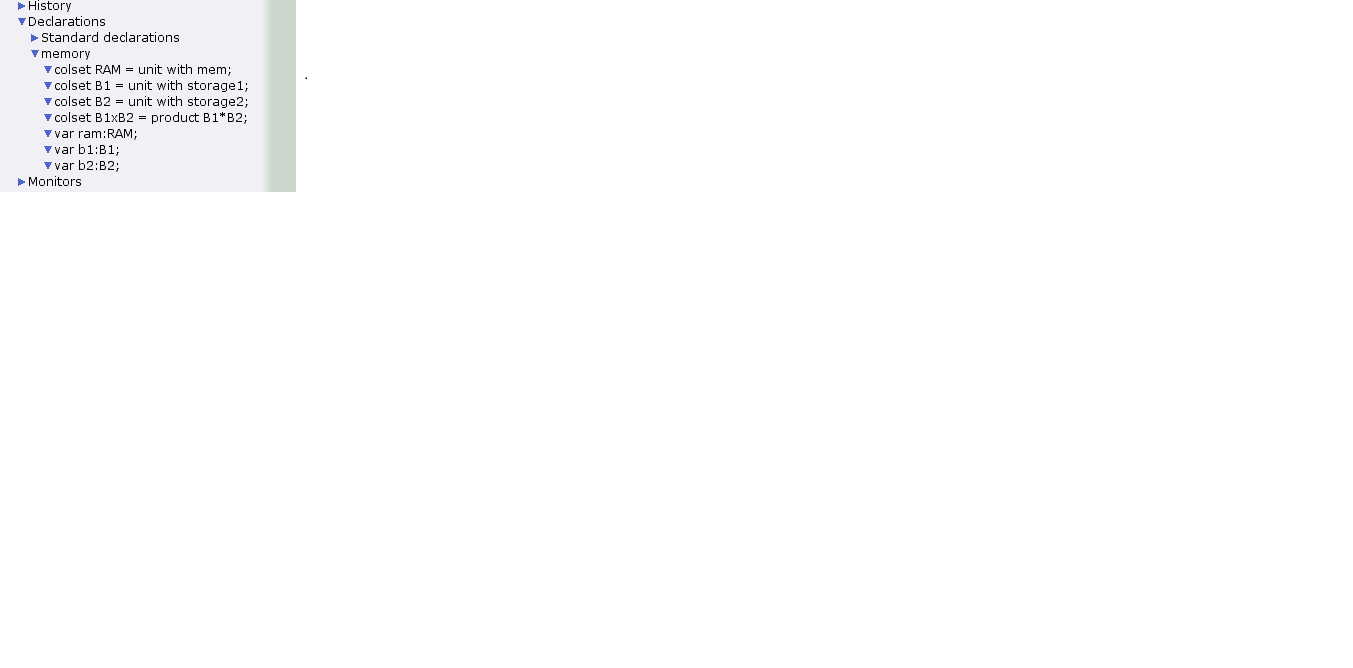 History
Declarations
Standard declarations
memory
colset RAM = unit with mem;
colset B1 = unit with storage1;
colset B2 = unit with storage2;
colset B1xB2 = product B1*B2;
var ram:RAM;
var b1:B1;
var b2:B2;
Monitors
.